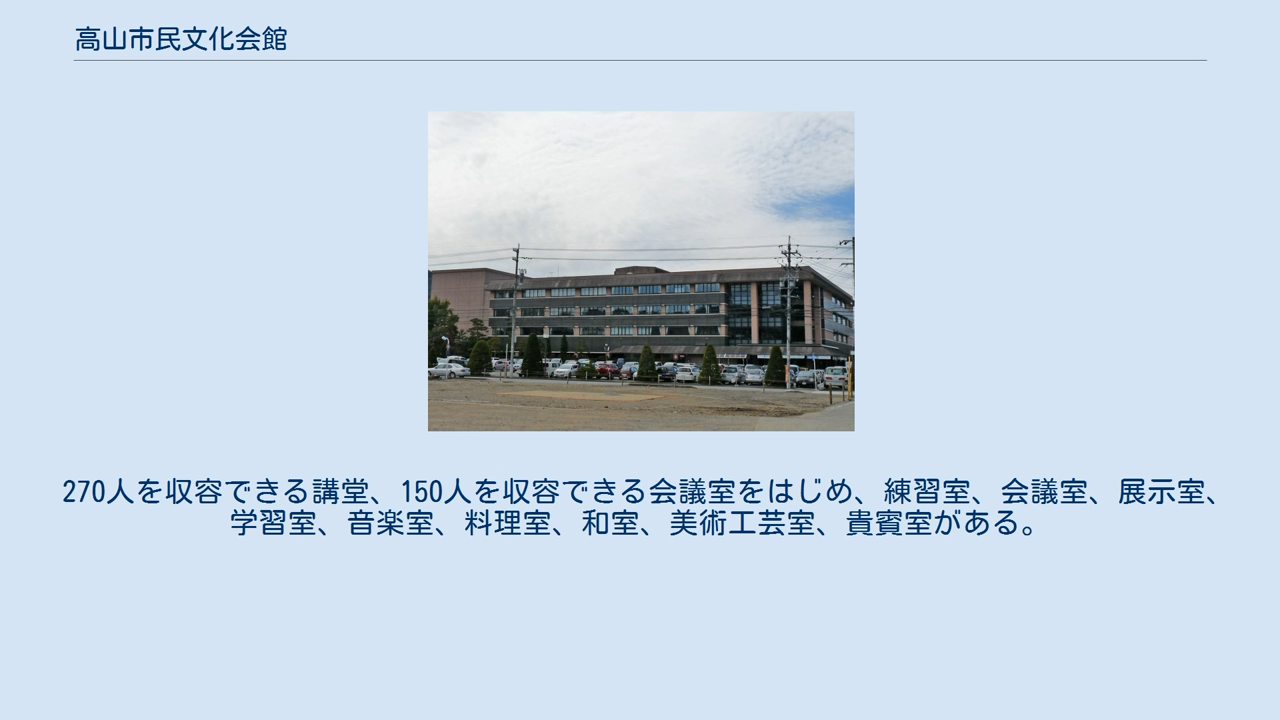 高山市民文化会館
270人を収容できる講堂、150人を収容できる会議室をはじめ、練習室、会議室、展示室、
学習室、音楽室、料理室、和室、美術工芸室、貴賓室がある。